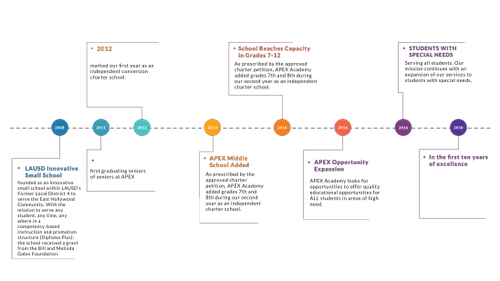 2012
marked our first year as an
independent conversion
charter school.
School Reaches Capacity
in Grades 7-12
As prescribed by the approved
charter petition, APEX Academy
added grades 7th and 8th during
our second year as an independent
charter school.
STUDENTS WITH
SPECIAL NEEDS
Serving all students. Our
mission continues with an
expansion of our services to
students with special needs.
2011
2012
2013
2014
2015
2016
LAUSD Innovative
Small School
founded as an innovative
small school within LAUSD's
Former Local District 4 to
serve the East Hollywood
Community. With the
mission to serve any
student, any time, any
where in a
competency-based
instruction and promotion
structure (Diploma Plus);
the school received a grant
from the Bill and Melinda
Gates Foundation.
first graduating seniors
of seniors at APEX
APEX Middle
School Added
As prescribed by the
approved charter
petition, APEX Academy
added grades 7th and
8th during our second
year as an independent
charter school.
APEX Opportunity
Expansion
APEX Academy looks for
opportunities to offer quality
educational opportunities for
ALL students in areas of high
need.
In the first ten years
of excellence